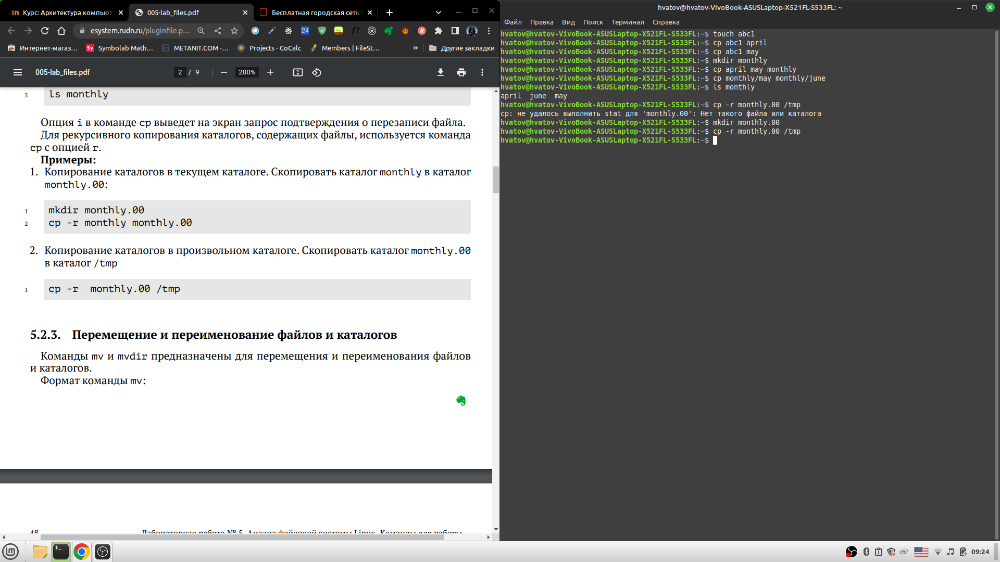 Курс: Архитектура компьют
005-lab_files.pdf
Бесплатная городская сеть
esystem.rudn.ru/pluginfile.p...
24
f?
Интернет-магаз...
Sy Symbolab Math...
METANIT.COM -...
Projects - CoCalc
Members | FileSt...
»
Другие закладки
005-lab_files.pdf
2 / 9
200%
2 ls monthly
Опция i в команде cp выведет на экран запрос подтверждения о перезаписи файла.
Для рекурсивного копирования каталогов, содержащих файлы, используется команда
cp с опцией r.
Примеры:
1. Копирование каталогов в текущем каталоге. Скопировать каталог monthly в каталог
monthly.00:
1 mkdir monthly.00
2 cp -r monthly monthly.00
2. Копирование каталогов в произвольном каталоге. Скопировать каталог monthly.00
в каталог /tmp
1 cp -r  monthly.00 /tmp
5.2.3. Перемещение и переименование файлов и каталогов
Команды mv и mvdir предназначены для перемещения и переименования файлов
и каталогов.
Формат команды mv:
48 Лабораторная работа № 5. Анализ файловой системы Linux. Команды для работы
hvatov@hvatov-VivoBook-ASUSLaptop-X521FL-S533FL: ~
Файл Правка Вид Поиск Терминал Справка
hvatov@hvatov-VivoBook-ASUSLaptop-X521FL-S533FL:~$ touch abc1
hvatov@hvatov-VivoBook-ASUSLaptop-X521FL-S533FL:~$ cp abc1 april
hvatov@hvatov-VivoBook-ASUSLaptop-X521FL-S533FL:~$ cp abc1 may
hvatov@hvatov-VivoBook-ASUSLaptop-X521FL-S533FL:~$ mkdir monthly
hvatov@hvatov-VivoBook-ASUSLaptop-X521FL-S533FL:~$ cp april may monthly
hvatov@hvatov-VivoBook-ASUSLaptop-X521FL-S533FL:~$ cp monthly/may monthly/june
hvatov@hvatov-VivoBook-ASUSLaptop-X521FL-S533FL:~$ ls monthly
april  june  may
hvatov@hvatov-VivoBook-ASUSLaptop-X521FL-S533FL:~$ cp -r monthly.00 /tmp
cp: не удалось выполнить stat для 'monthly.00': Нет такого файла или каталога
hvatov@hvatov-VivoBook-ASUSLaptop-X521FL-S533FL:~$ mkdir monthly.00
hvatov@hvatov-VivoBook-ASUSLaptop-X521FL-S533FL:~$ cp -r monthly.00 /tmp
hvatov@hvatov-VivoBook-ASUSLaptop-X521FL-S533FL:~$
09:24